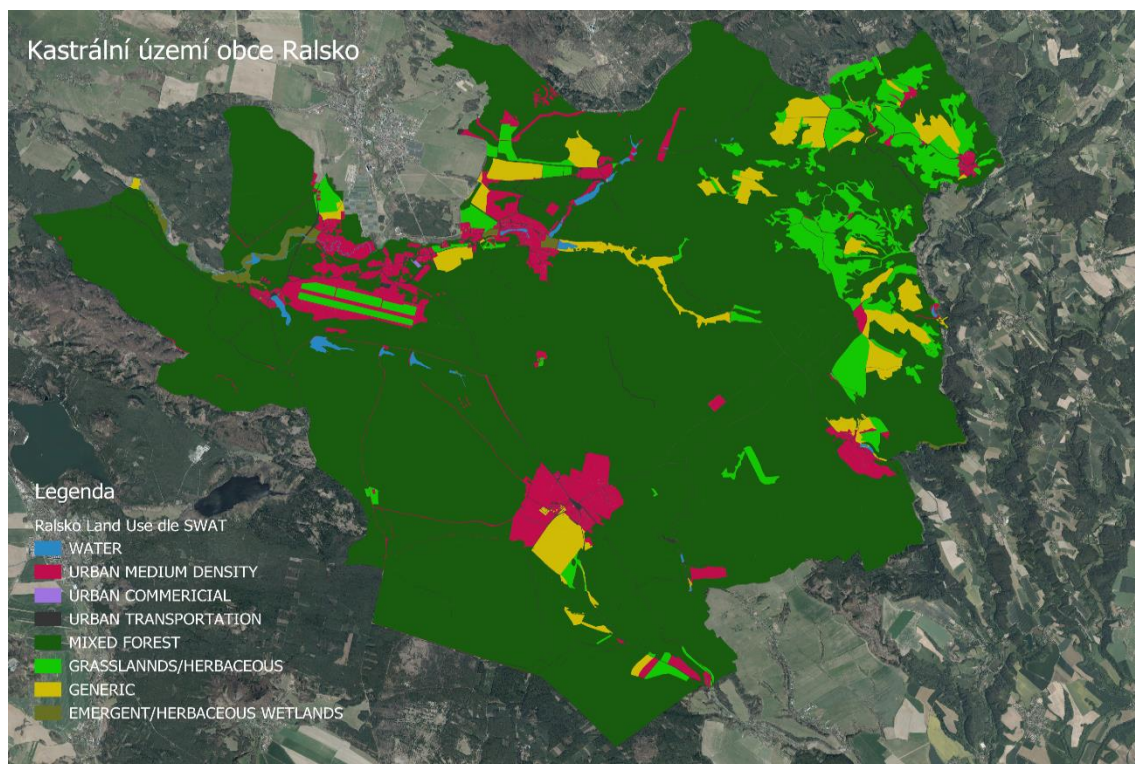 Kastrální území obce Ralsko
Legenda
Ralsko Land Use dle SWAT
WATER
URBAN MEDIUM DENSITY
URBAN COMMERICIAL
URBAN TRANSPORTATION
MIXED FOREST
GRASSLANNDS/HERBACEOUS
GENERIC
EMERGENT/HERBACEOUS WETLANDS